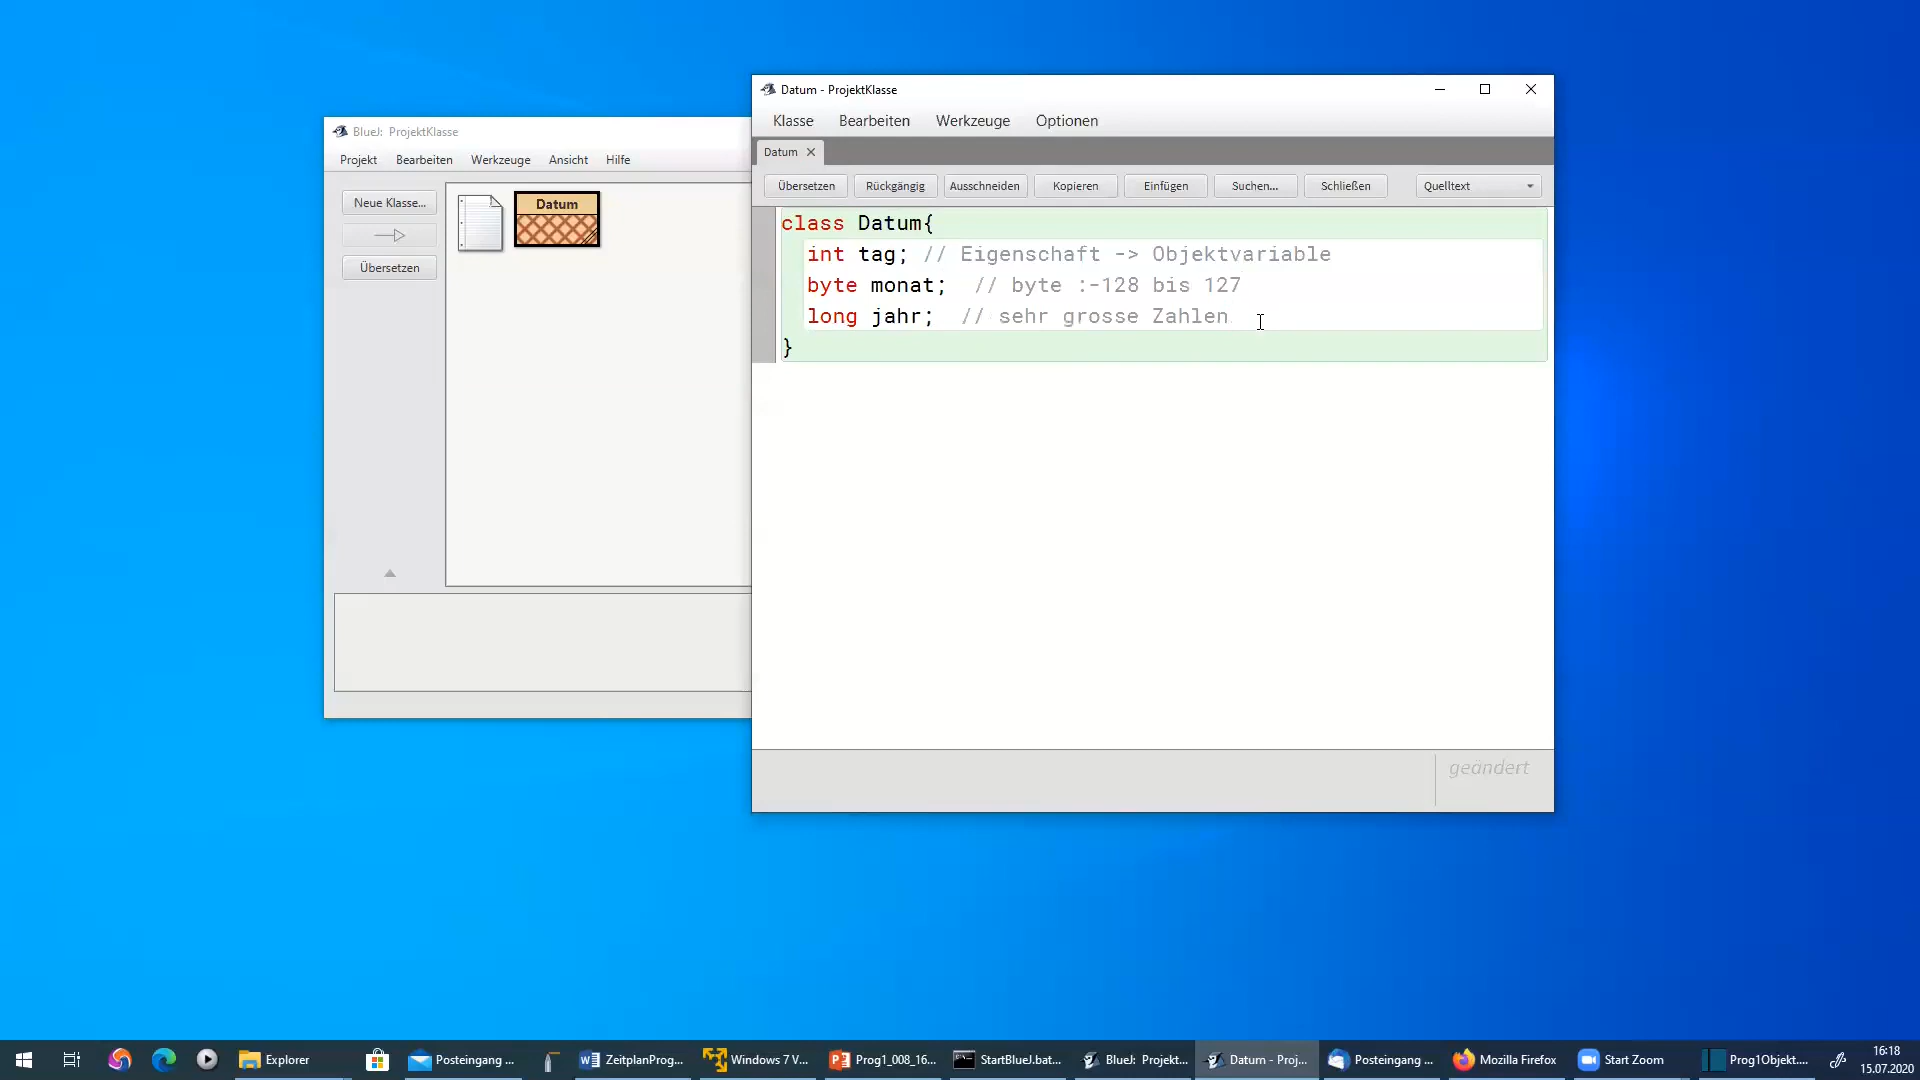 BlueJ: ProjektKlasse
Projekt Bearbeiten Werkzeuge Ansicht Hilfe
Neue Klasse...
Übersetzen
Datum
Datum - ProjektKlasse
Klasse Bearbeiten Werkzeuge Optionen
Datum
Übersetzen Rückgängig Ausschneiden Kopieren Einfügen Suchen... Schließen Quelltext
class Datum{
int tag; // Eigenschaft -> Objektvariable
byte monat; // byte :-128 bis 127
long jahr; // sehr grosse Zahlen
}
geändert
Explorer Posteingang ... ZeitplanProg... Windows 7 V... Prog1_008_16... StartBlueJ.bat... BlueJ: Projekt... Datum - Proj... Posteingang ... Mozilla Firefox Start Zoom Prog1Objekt....
16:18
15.07.2020